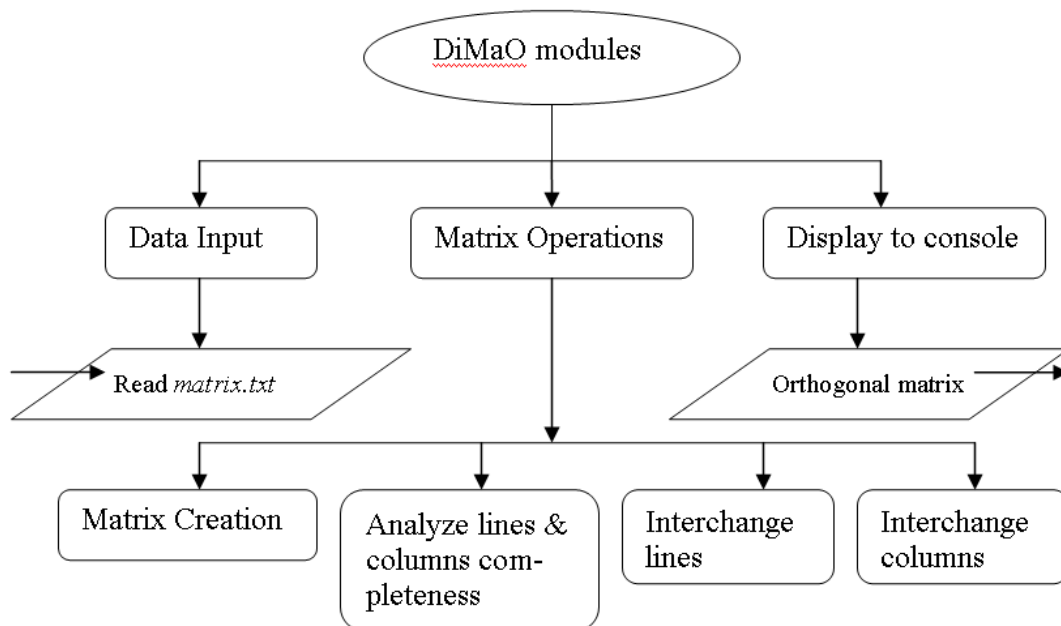 DiMaO modules
Data Input
Matrix Operations
Display to console
Read matrix.txt
Orthogonal matrix
Matrix Creation
Analyze lines &
columns com-
pleteness
Interchange
lines
Interchange
columns